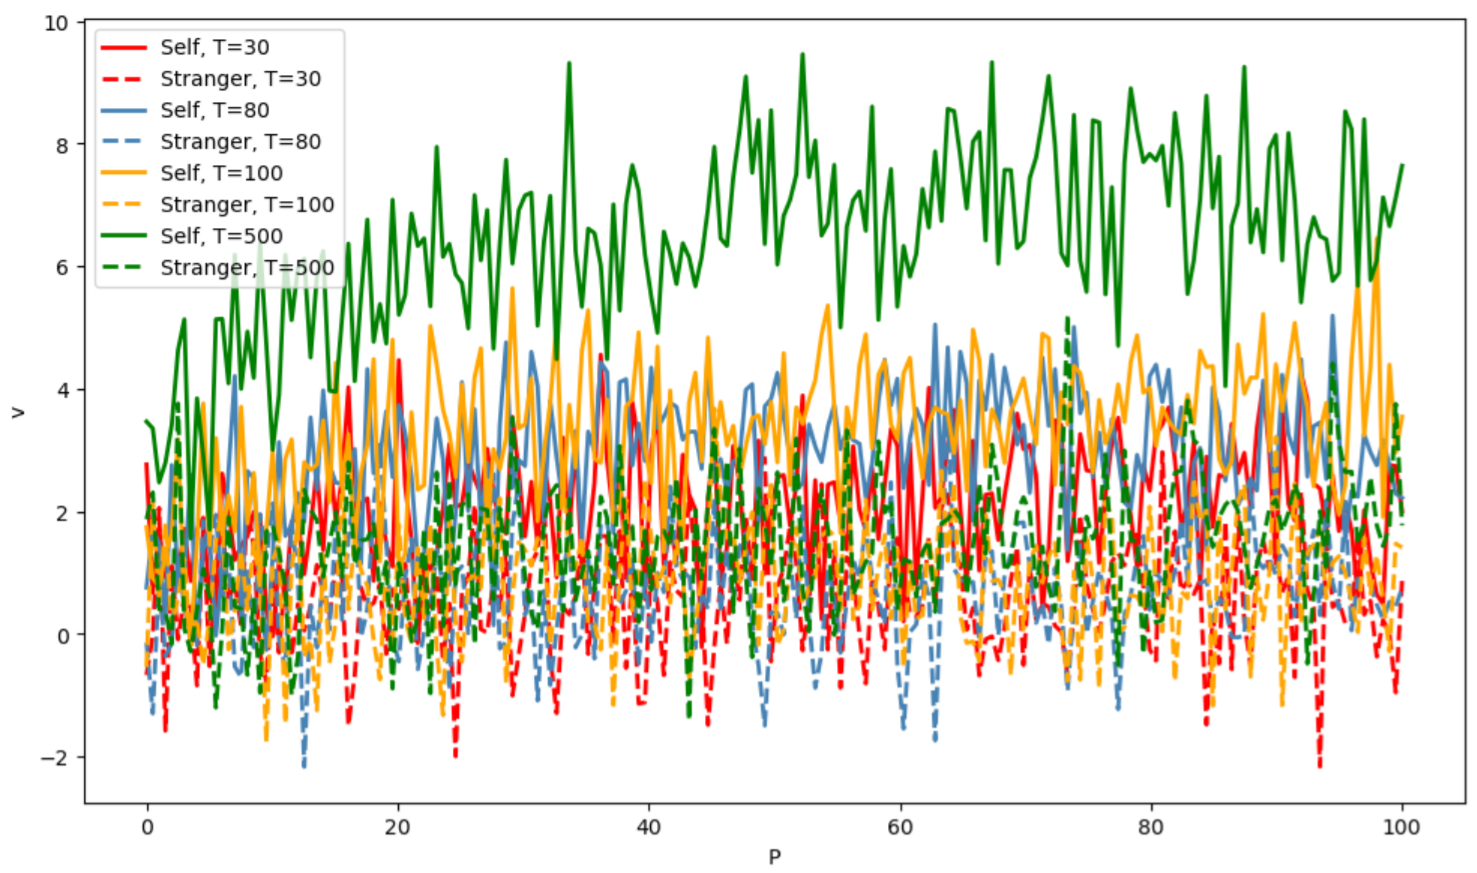 10
8
6
4
2
0
−2
v
Self, T=30
Stranger, T=30
Self, T=80
Stranger, T=80
Self, T=100
Stranger, T=100
Self, T=500
Stranger, T=500
0 20 40 60 80 100
P